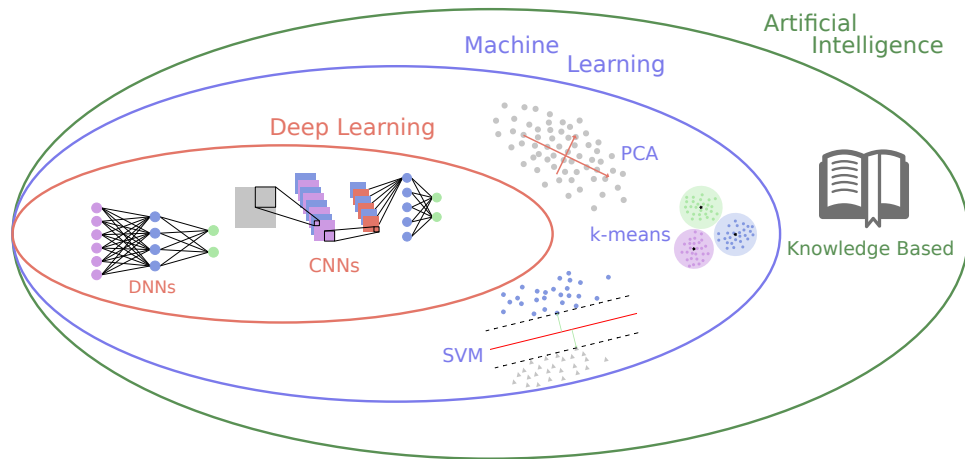 Artificial
Intelligence
Machine
Learning
Deep Learning
PCA
k-means
Knowledge Based
CNNs
DNNs
SVM